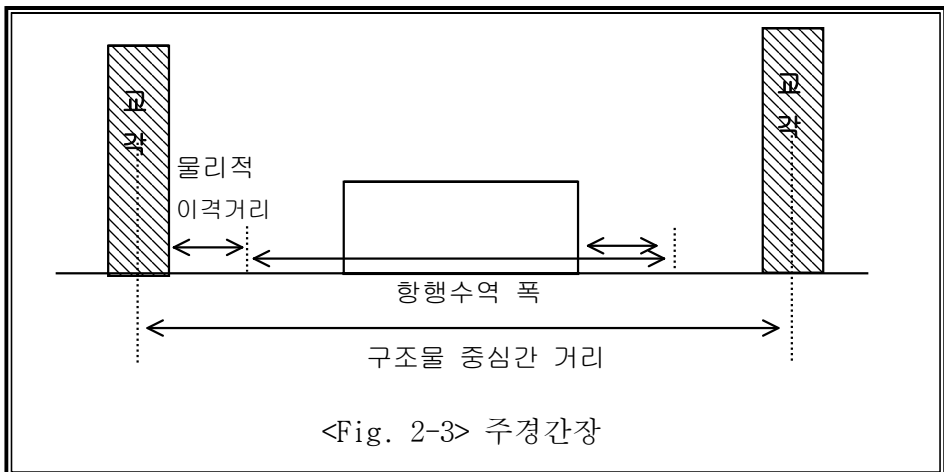 교각
교각
물리적
이격거리
항행수역 폭
구조물 중심간 거리
<Fig. 2-3> 주경간장